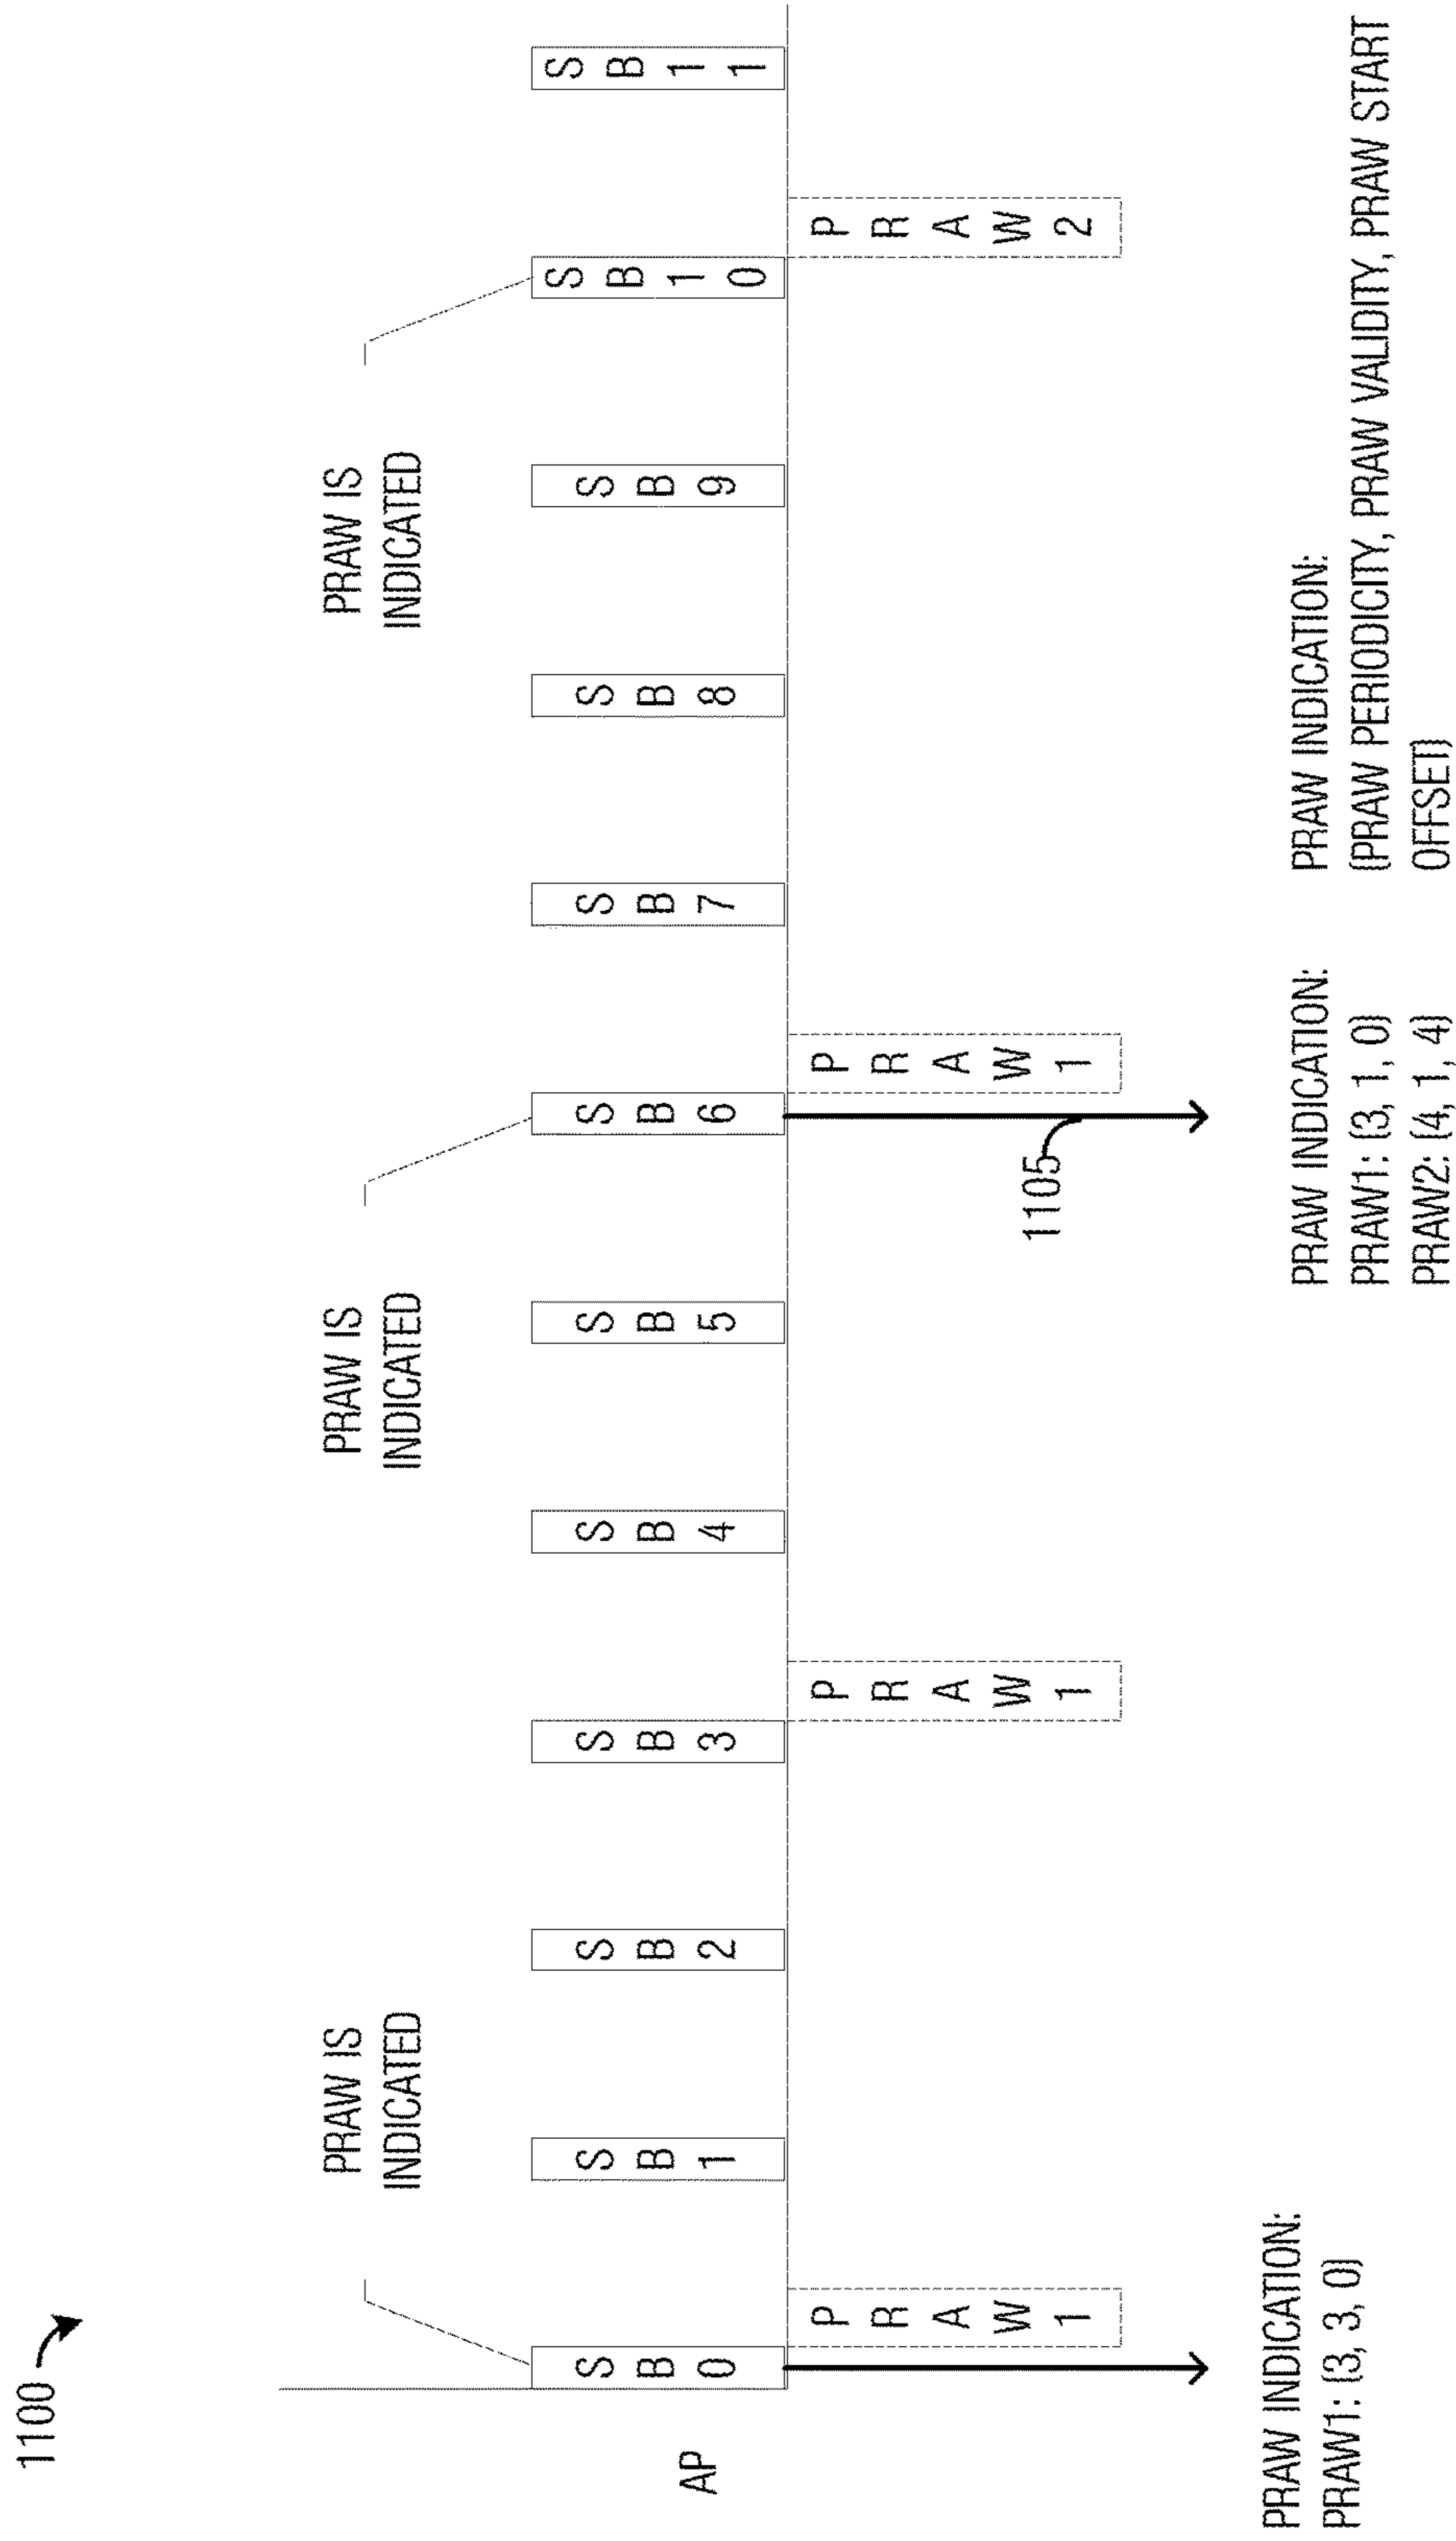 1100
PRAW IS
INDICATED
PRAW IS
INDICATED
PRAW IS
INDICATED
AP
SB0
SB1
SB2
SB3
SB4
SB5
SB6
SB7
SB8
SB9
SB10
SB11
PRAW1
PRAW1
PRAW1
PRAW2
1105
PRAW INDICATION:
PRAW1: {3, 3, 0}
PRAW INDICATION:
PRAW1: {3, 1, 0}
PRAW2: {4, 1, 4}
PRAW INDICATION:
{PRAW PERIODICITY, PRAW VALIDITY, PRAW START
OFFSET}